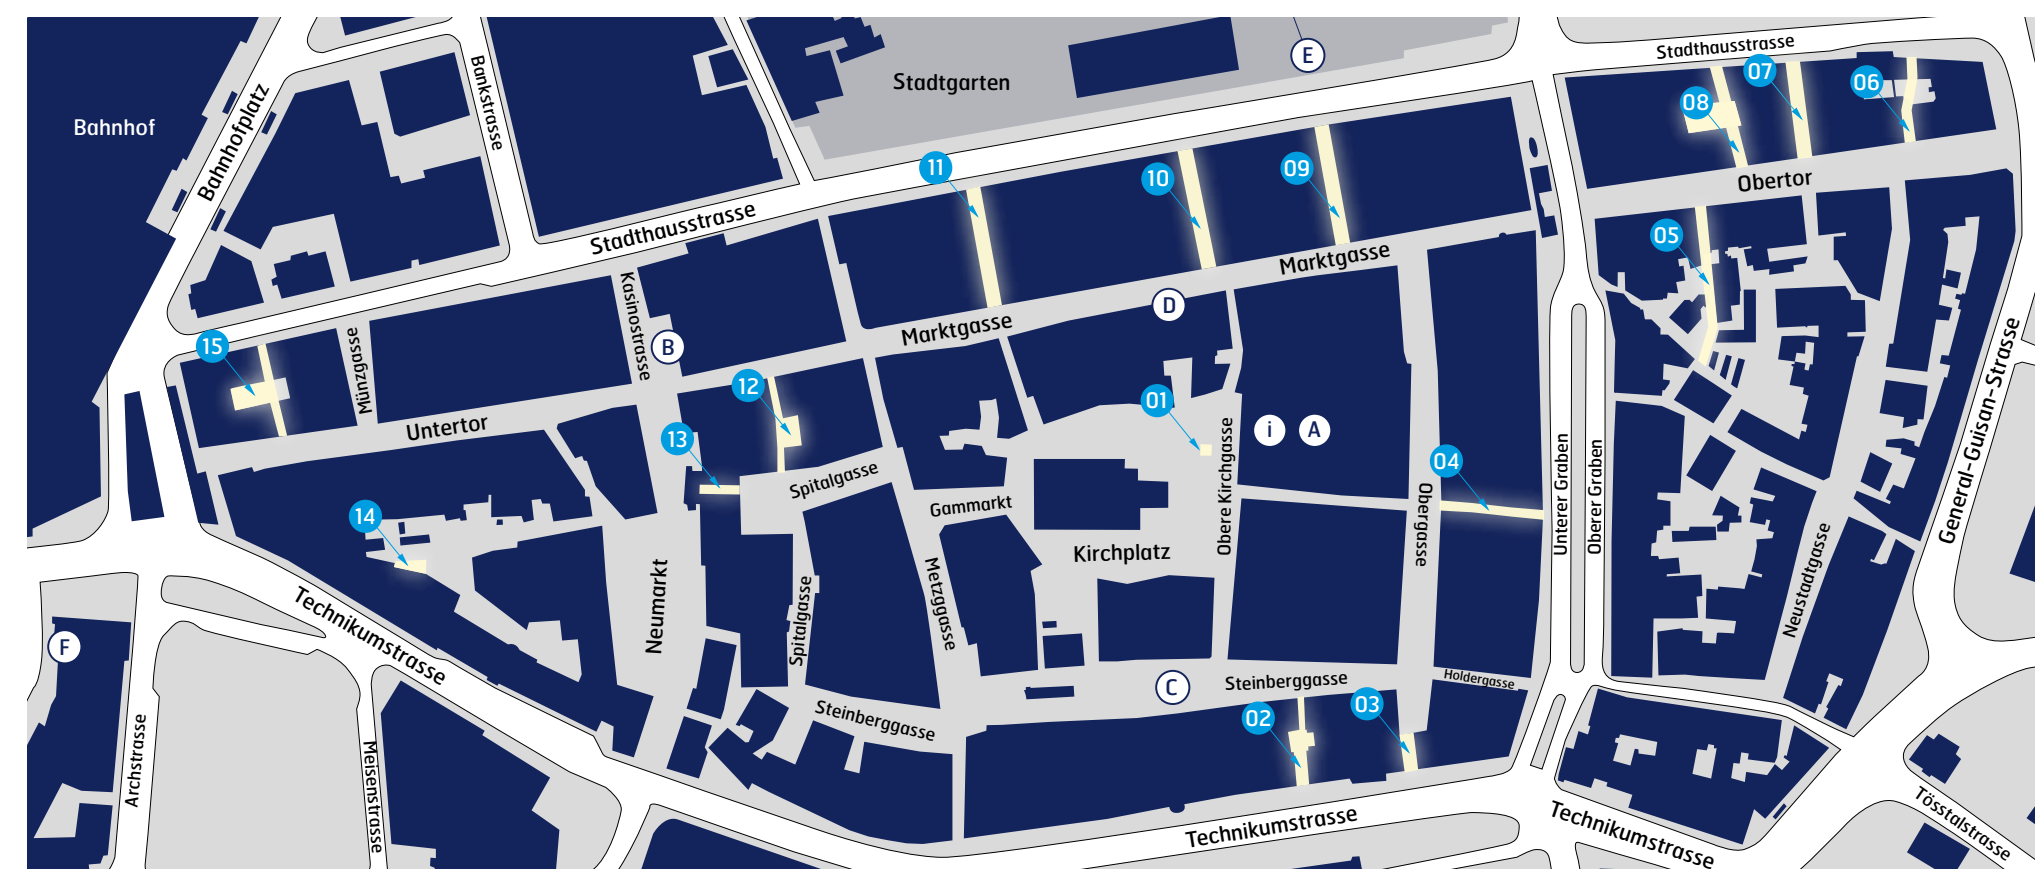 Stadthausstrasse
E
07
Bankstrasse
Stadtgarten
06
08
Bahnhofplatz
Bahnhof
11
09
10
Obertor
Stadthausstrasse
05
Marktgasse
Kasinostrasse
D
Marktgasse
General-Guisan-Strasse
15
B
Münzgasse
12
01
Untertor
13
i
A
Obere Kirchgasse
04
Spitalgasse
Unterer Graben
Oberer Graben
Gammarkt
Obergasse
14
Kirchplatz
Neustadtgasse
Metzggasse
Neumarkt
Spitalgasse
Technikumstrasse
F
C
Steinberggasse
Holdergasse
03
02
Steinberggasse
Archstrasse
Meisenstrasse
Technikumstrasse
Technikumstrasse
Tösstalstrasse